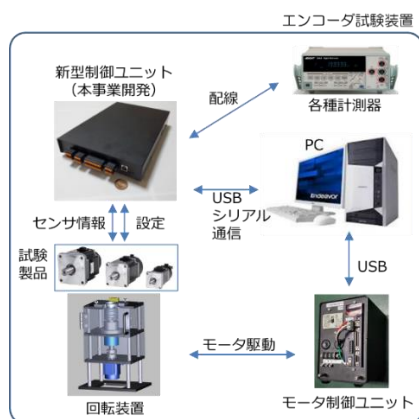 エンコーダ試験装置
新型制御ユニット
（本事業開発）
配線
各種計測器
PC
USB
シリアル
通信
センサ情報
設定
試験
製品
USB
モータ駆動
回転装置
モータ制御ユニット